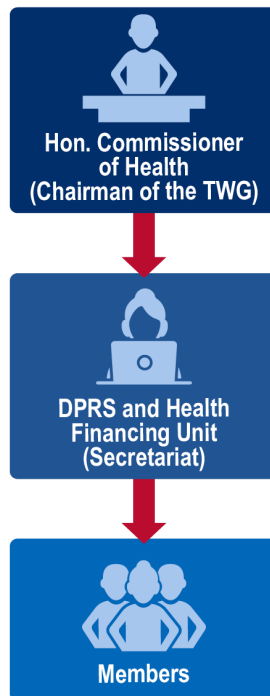 Hon. Commissioner
of Health
(Chairman of the TWG)
DPRS and Health
Financing Unit
(Secretariat)
Members